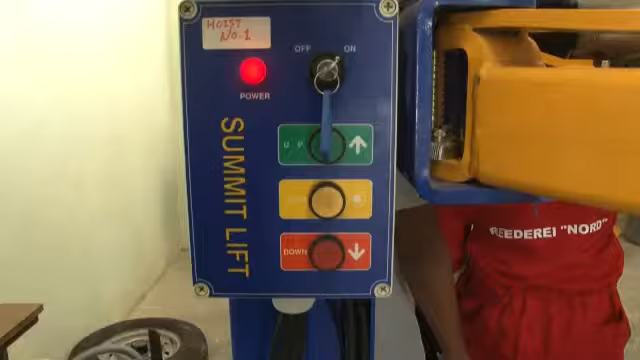 HOIST
NO.1
OFF
ON
POWER
UP
SUMMIT LIFT
DOWN
REEDEREI "NORD"